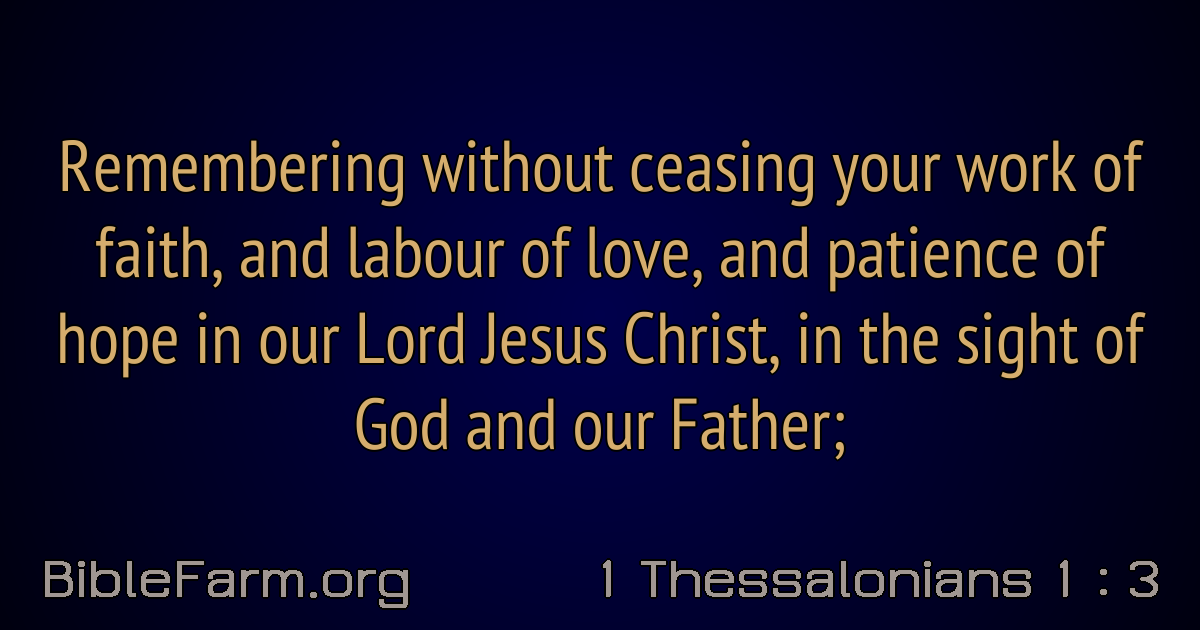 Remembering without ceasing your work of
faith, and labour of love, and patience of
hope in our Lord Jesus Christ, in the sight of
God and our Father;
BibleFarm.org
1 Thessalonians 1 : 3